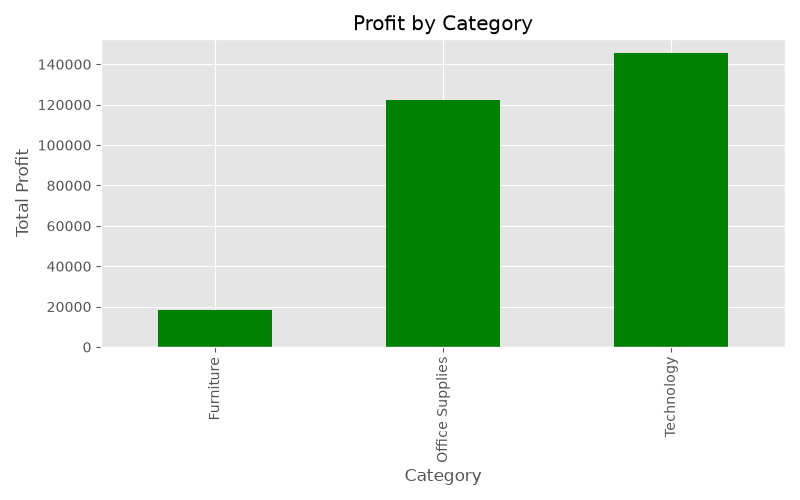 Profit by Category
Total Profit
140000
120000
100000
80000
60000
40000
20000
0
Furniture
Office Supplies
Technology
Category